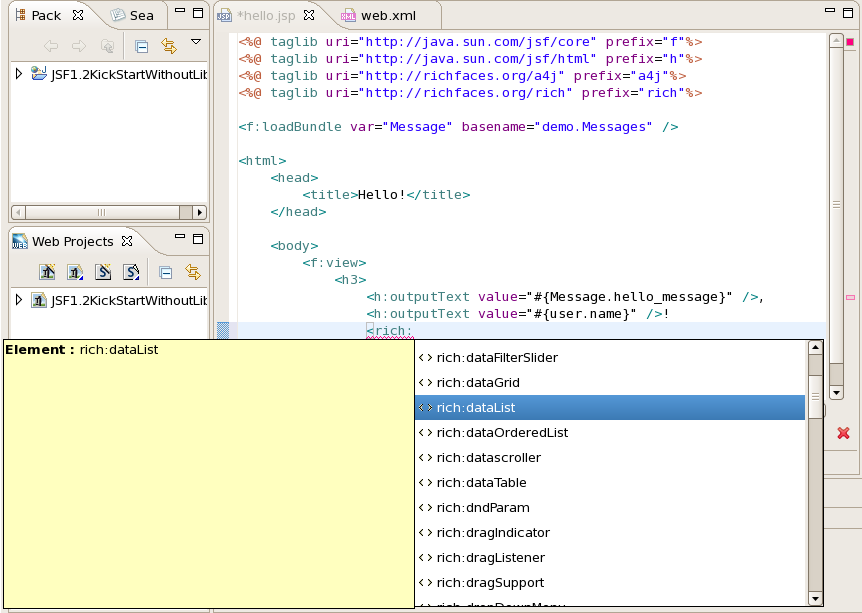 Pack
Sea
JSF1.2KickStartWithoutLib
Web Projects
JSF1.2KickStartWithoutLib
*hello.jsp
web.xml
<%@ taglib uri="http://java.sun.com/jsf/core" prefix="f"%>
<%@ taglib uri="http://java.sun.com/jsf/html" prefix="h"%>
<%@ taglib uri="http://richfaces.org/a4j" prefix="a4j"%>
<%@ taglib uri="http://richfaces.org/rich" prefix="rich"%>
<f:loadBundle var="Message" basename="demo.Messages" />
<html>
<head>
<title>Hello!</title>
</head>
<body>
<f:view>
<h3>
<h:outputText value="#{Message.hello_message}" />,
<h:outputText value="#{user.name}" />!
<rich:
Element : rich:dataList
rich:dataFilterSlider
rich:dataGrid
rich:dataList
rich:dataOrderedList
rich:datascroller
rich:dataTable
rich:dndParam
rich:dragIndicator
rich:dragListener
rich:dragSupport
rich:dropDownMenu